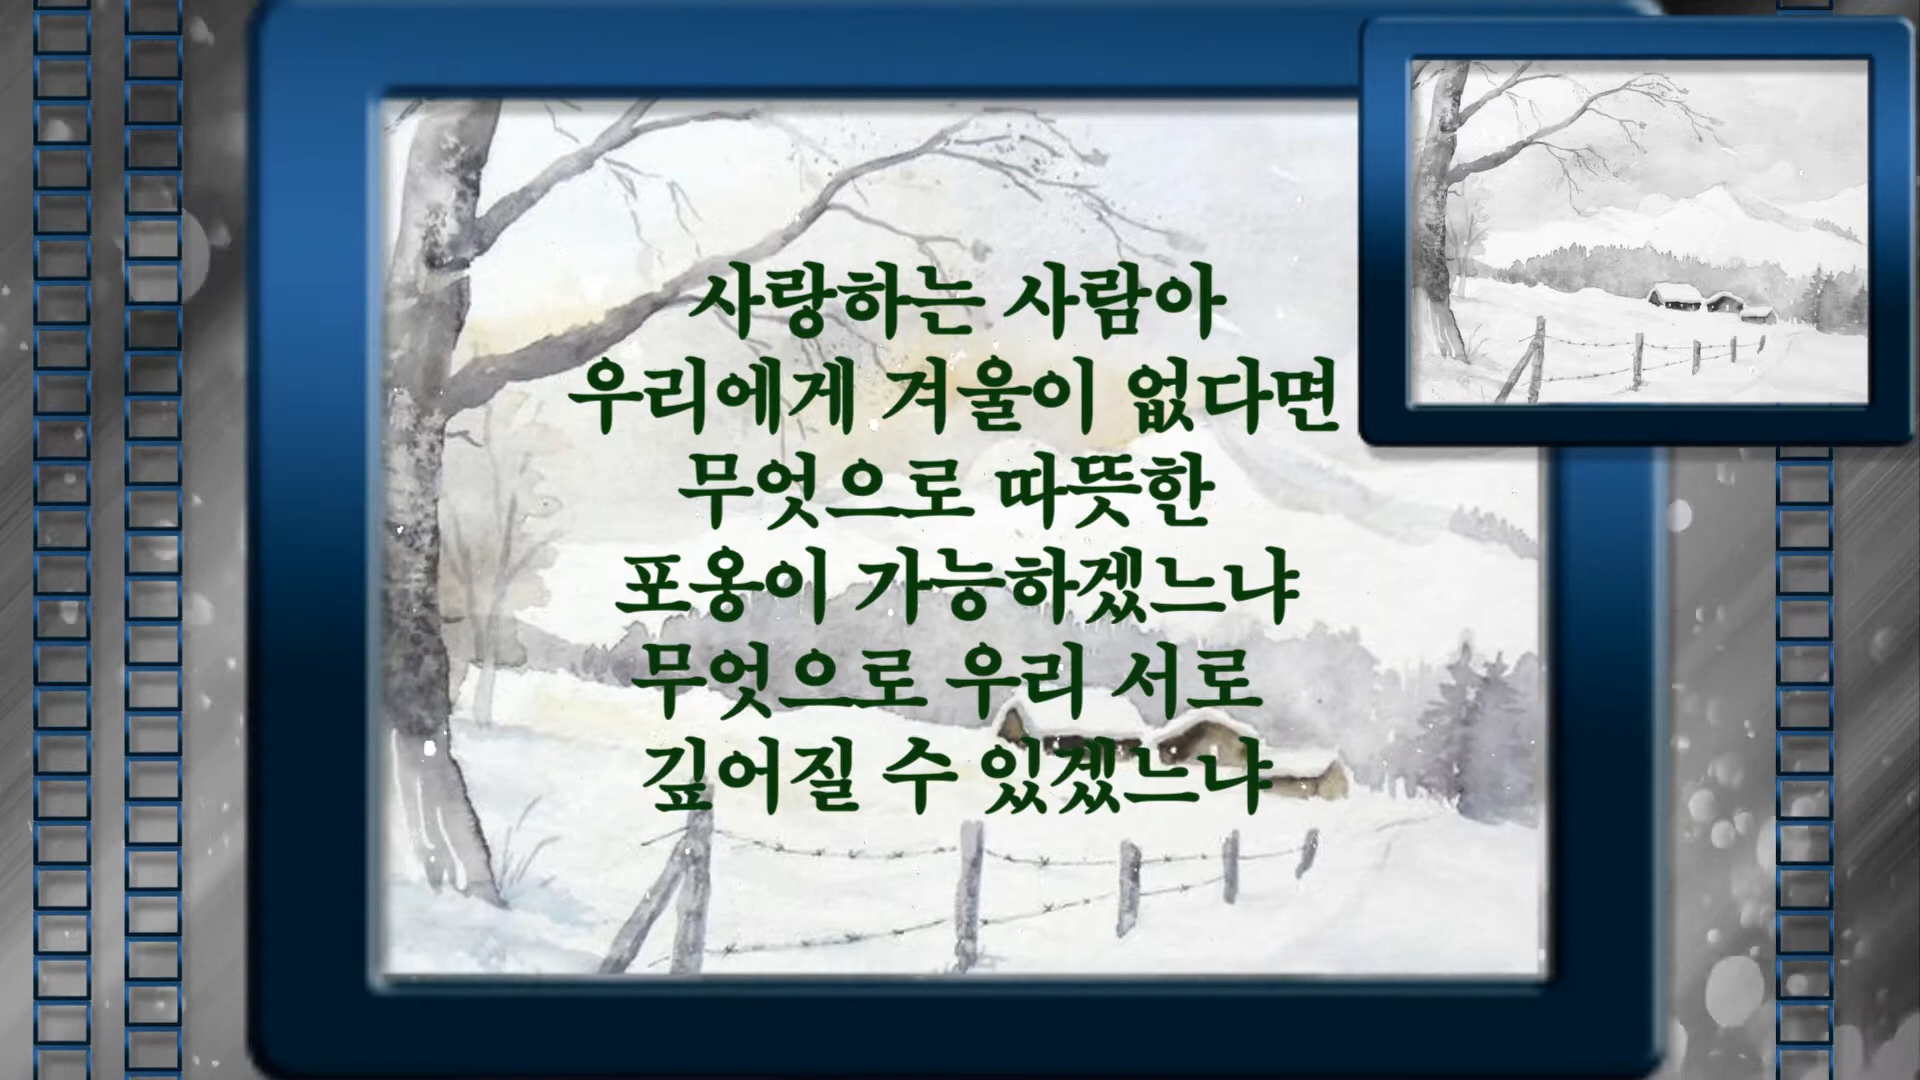 사랑하는 사람아
우리에게 겨울이 없다면
무엇으로 따뜻한
포옹이 가능하겠느냐
무엇으로 우리 서로
깊어질 수 있겠느냐